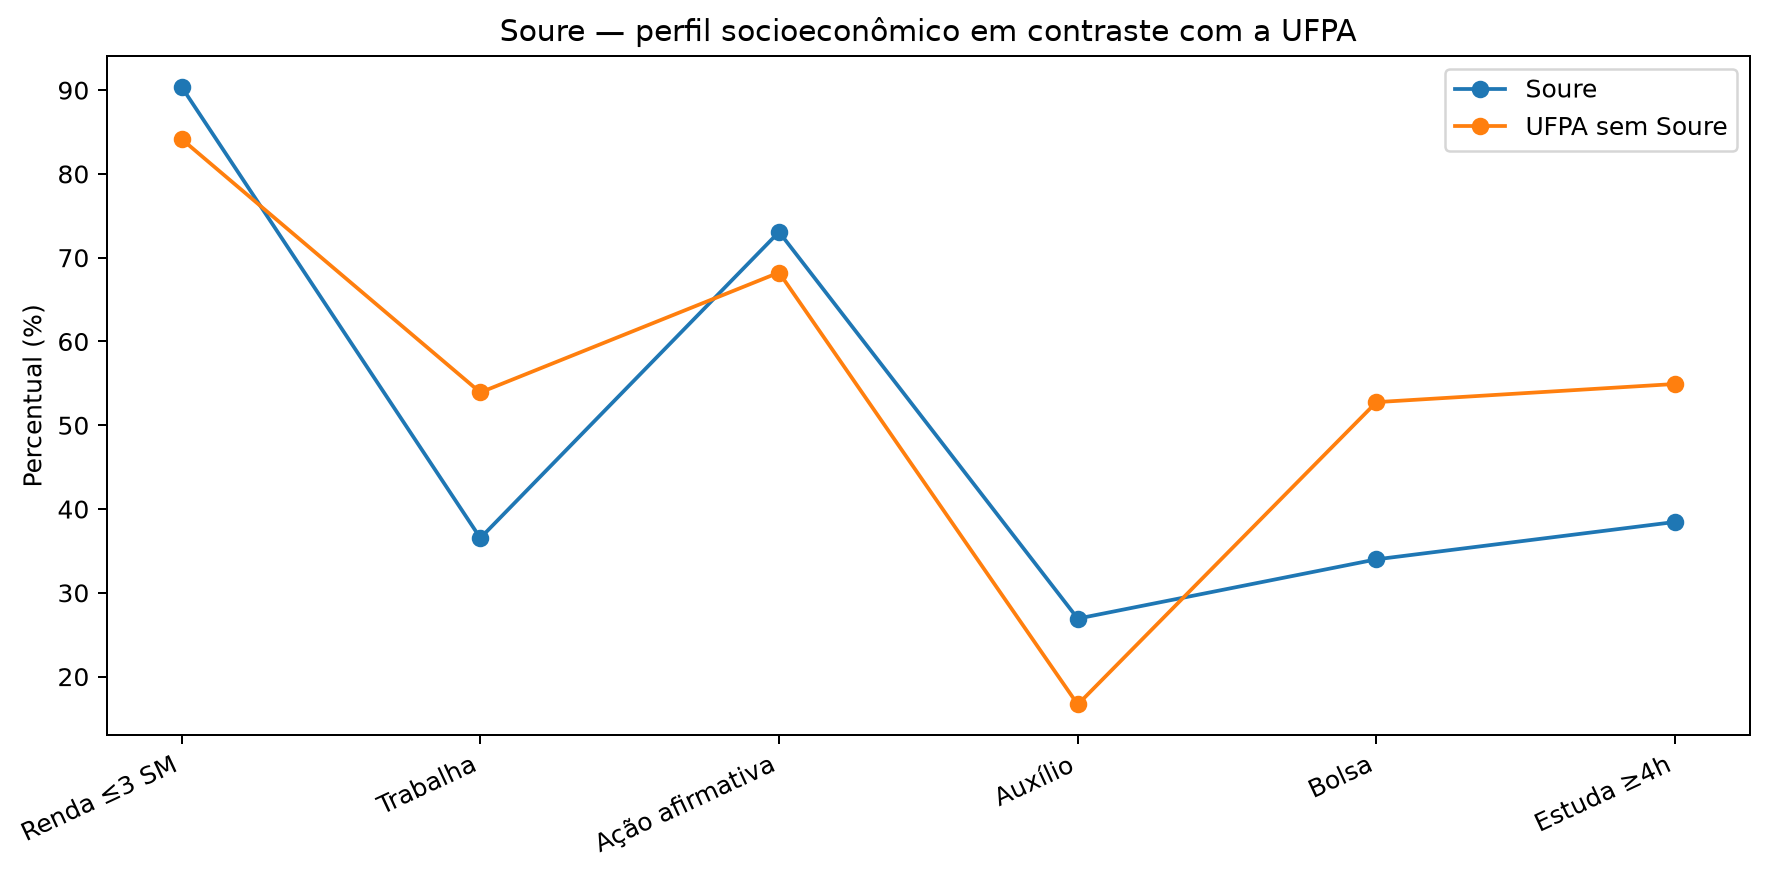 Soure — perfil socioeconômico em contraste com a UFPA
Soure
UFPA sem Soure
Percentual (%)
90
80
70
60
50
40
30
20
Renda ≤3 SM
Trabalha
Ação afirmativa
Auxílio
Bolsa
Estuda ≥4h